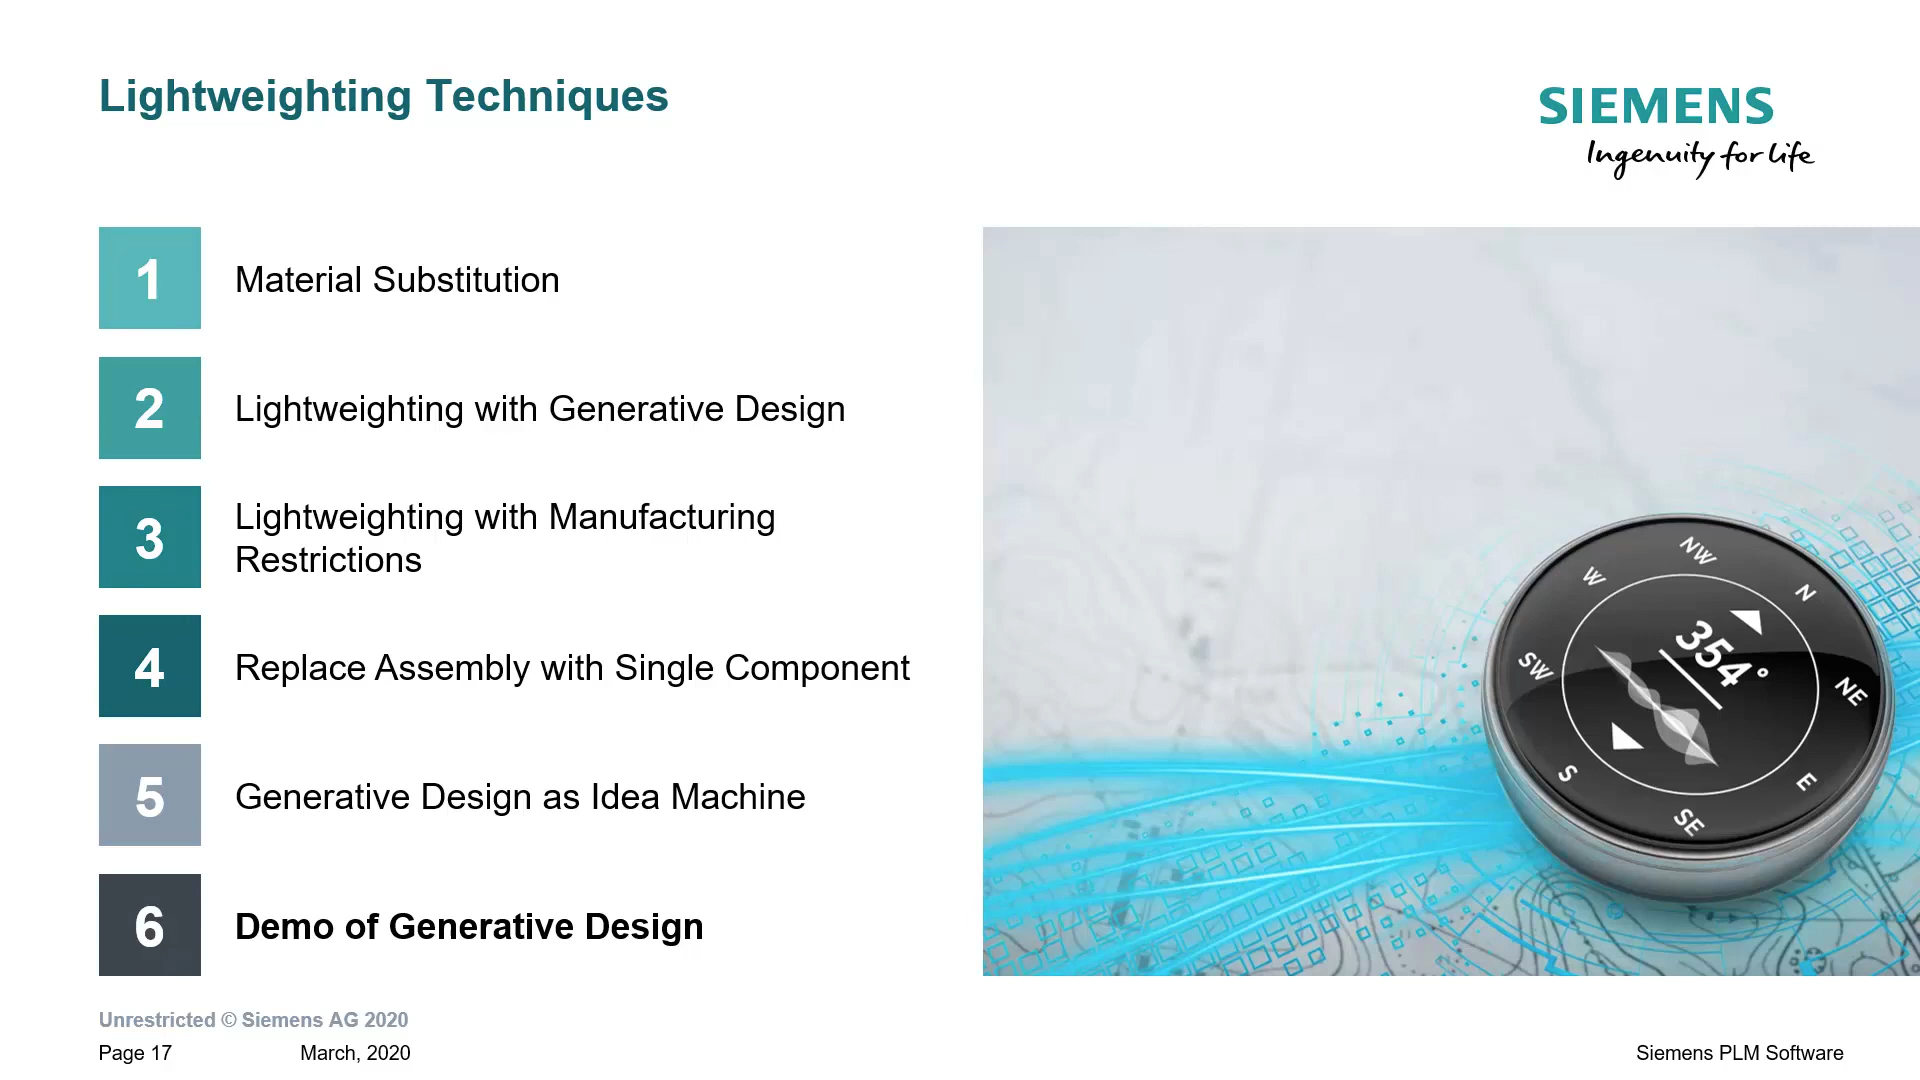 Lightweighting Techniques
SIEMENS
Ingenuity for life
1
Material Substitution
2
Lightweighting with Generative Design
3
Lightweighting with Manufacturing
Restrictions
4
Replace Assembly with Single Component
5
Generative Design as Idea Machine
6
Demo of Generative Design
NW
W
N
354°
SW
NE
S
E
SE
Unrestricted © Siemens AG 2020
Page 17
March, 2020
Siemens PLM Software